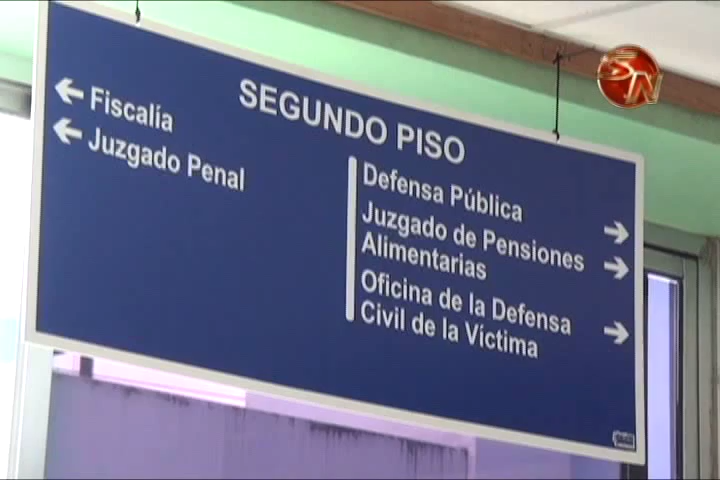 SN
SEGUNDO PISO
← Fiscalía
← Juzgado Penal
Defensa Pública →
Juzgado de Pensiones
Alimentarias →
Oficina de la Defensa
Civil de la Víctima →